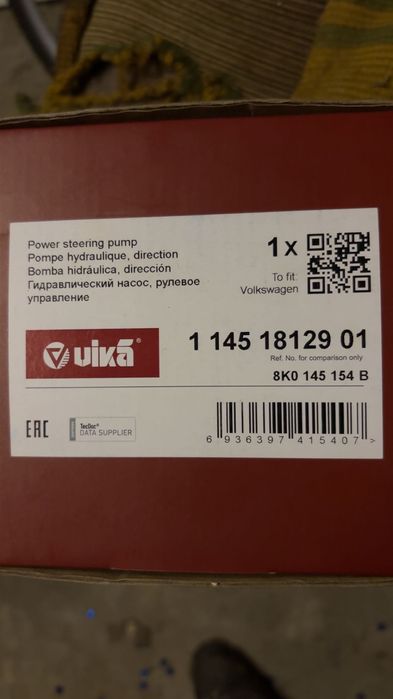 Power steering pump
Pompe hydraulique, direction
Bomba hidráulica, dirección
Гидравлический насос, рулевое
управление
1x
To fit:
Volkswagen
vika®
1 145 18129 01
Ref. No. for comparison only
8K0 145 154 B
EAC
TecDoc®
DATA SUPPLIER
6 936397 415407 >